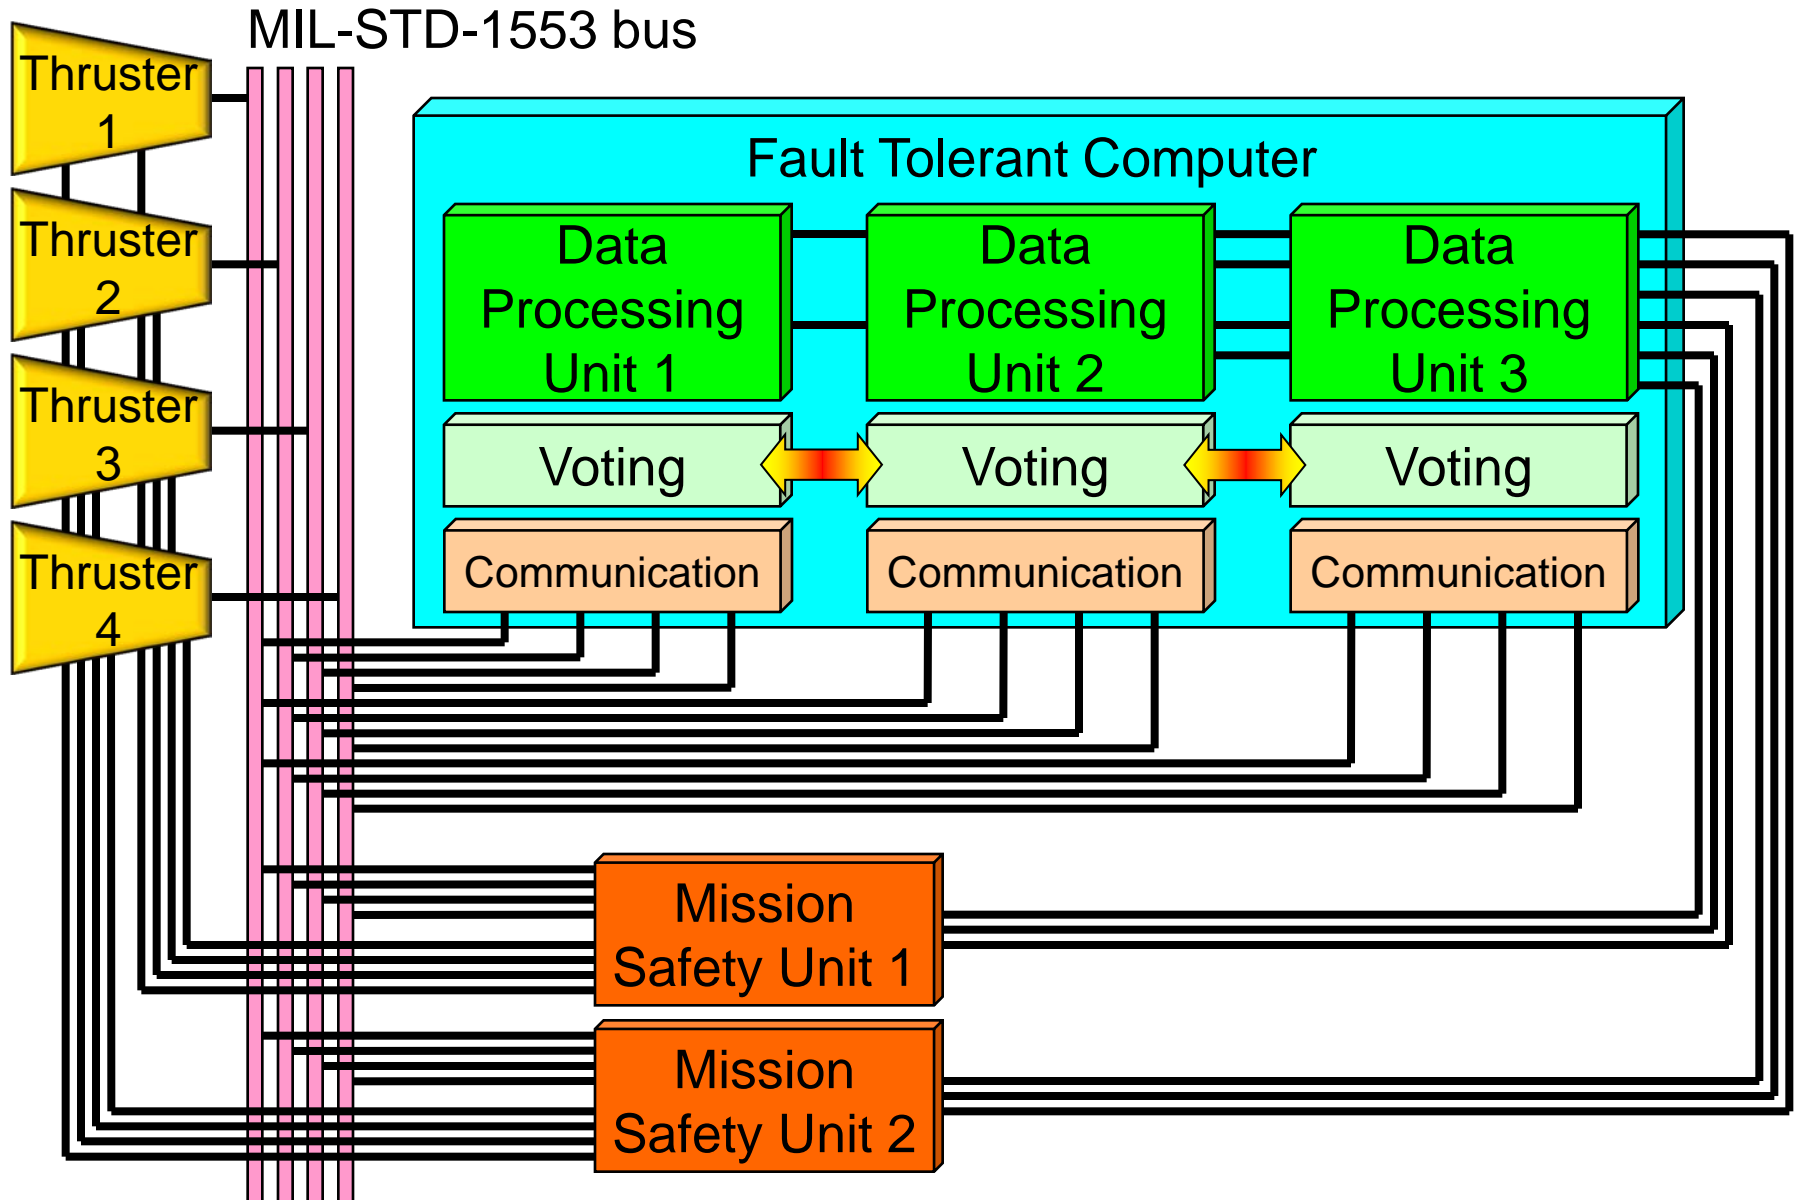 MIL-STD-1553 bus
Thruster
1
Thruster
2
Thruster
3
Thruster
4
Fault Tolerant Computer
Data
Processing
Unit 1
Data
Processing
Unit 2
Data
Processing
Unit 3
Voting
Voting
Voting
Communication
Communication
Communication
Mission
Safety Unit 1
Mission
Safety Unit 2